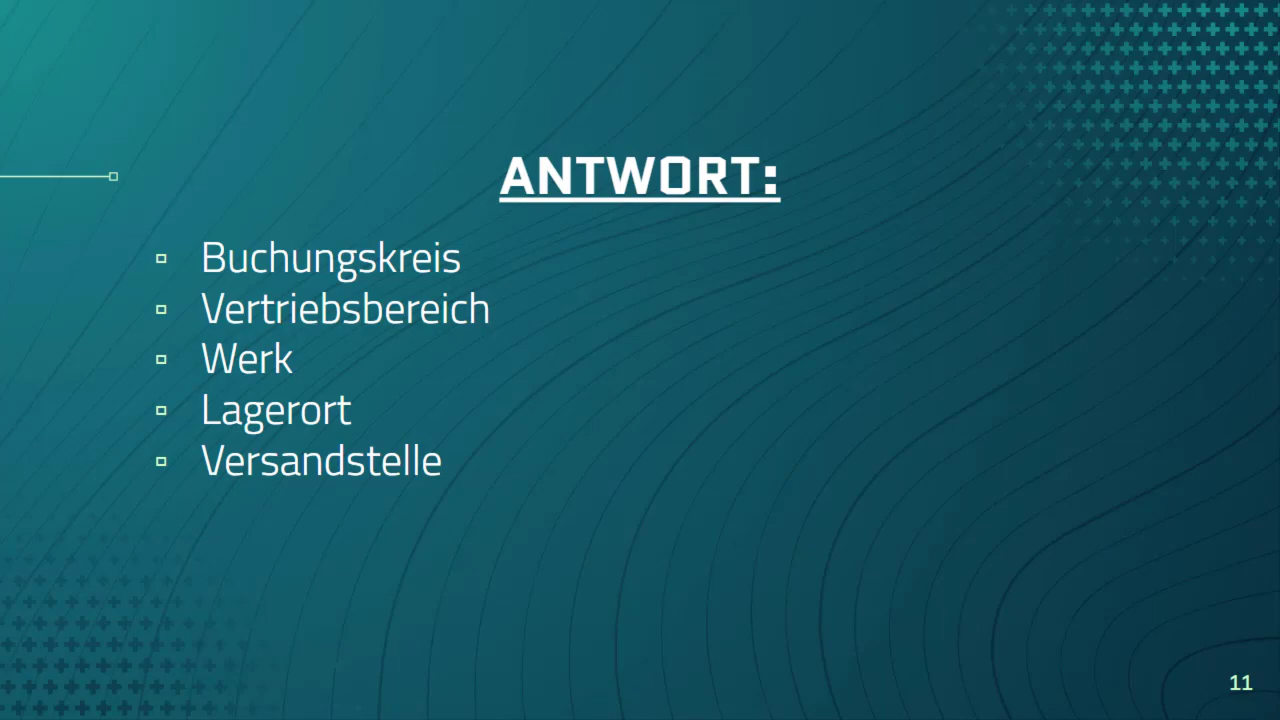 ANTWORT:
Buchungskreis
Vertriebsbereich
Werk
Lagerort
Versandstelle
11